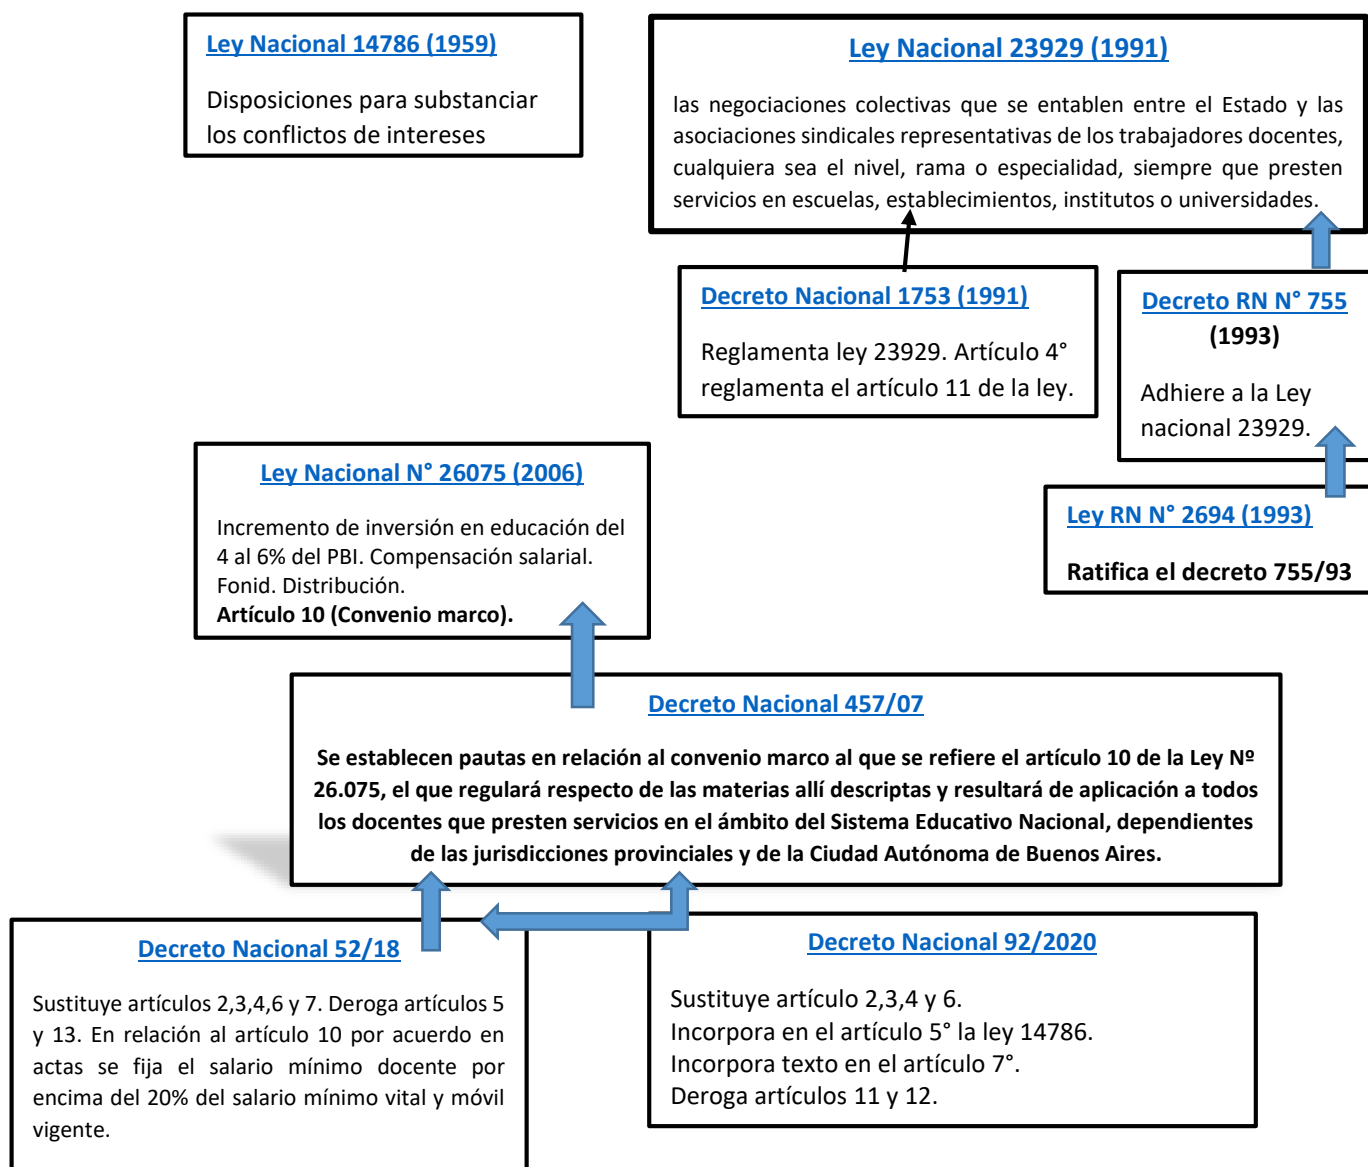 Ley Nacional 14786 (1959)
Disposiciones para substanciar
los conflictos de intereses
Ley Nacional 23929 (1991)
las negociaciones colectivas que se entablen entre el Estado y las
asociaciones sindicales representativas de los trabajadores docentes,
cualquiera sea el nivel, rama o especialidad, siempre que presten
servicios en escuelas, establecimientos, institutos o universidades.
Decreto Nacional 1753 (1991)
Reglamenta ley 23929. Artículo 4°
reglamenta el artículo 11 de la ley.
Decreto RN N° 755
(1993)
Adhiere a la Ley
nacional 23929.
Ley Nacional N° 26075 (2006)
Incremento de inversión en educación del
4 al 6% del PBI. Compensación salarial.
Fonid. Distribución.
Artículo 10 (Convenio marco).
Ley RN N° 2694 (1993)
Ratifica el decreto 755/93
Decreto Nacional 457/07
Se establecen pautas en relación al convenio marco al que se refiere el artículo 10 de la Ley Nº
26.075, el que regulará respecto de las materias allí descriptas y resultará de aplicación a todos
los docentes que presten servicios en el ámbito del Sistema Educativo Nacional, dependientes
de las jurisdicciones provinciales y de la Ciudad Autónoma de Buenos Aires.
Decreto Nacional 52/18
Sustituye artículos 2,3,4,6 y 7. Deroga artículos 5
y 13. En relación al artículo 10 por acuerdo en
actas se fija el salario mínimo docente por
encima del 20% del salario mínimo vital y móvil
vigente.
Decreto Nacional 92/2020
Sustituye artículo 2,3,4 y 6.
Incorpora en el artículo 5° la ley 14786.
Incorpora texto en el artículo 7°.
Deroga artículos 11 y 12.